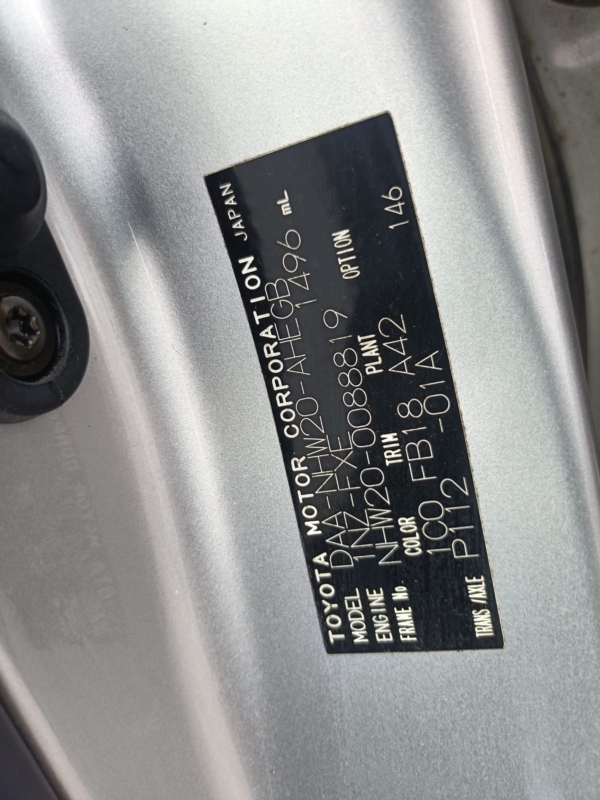 TOYOTA MOTOR CORPORATION JAPAN
MODEL DAA-NHW20-AHEGB
ENGINE 1NZ-FXE 1496 mL
FRAME No. NHW20-0088819
COLOR TRIM PLANT OPTION
1C0 FB18 A42 146
TRANS/AXLE P112 -01A